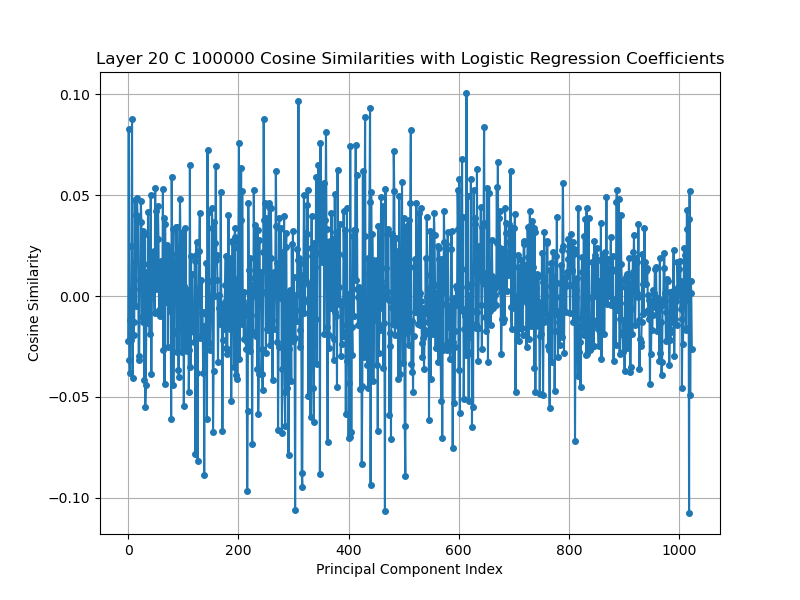 Layer 20 C 100000 Cosine Similarities with Logistic Regression Coefficients
0.10
0.05
0.00
−0.05
−0.10
Cosine Similarity
0 200 400 600 800 1000
Principal Component Index